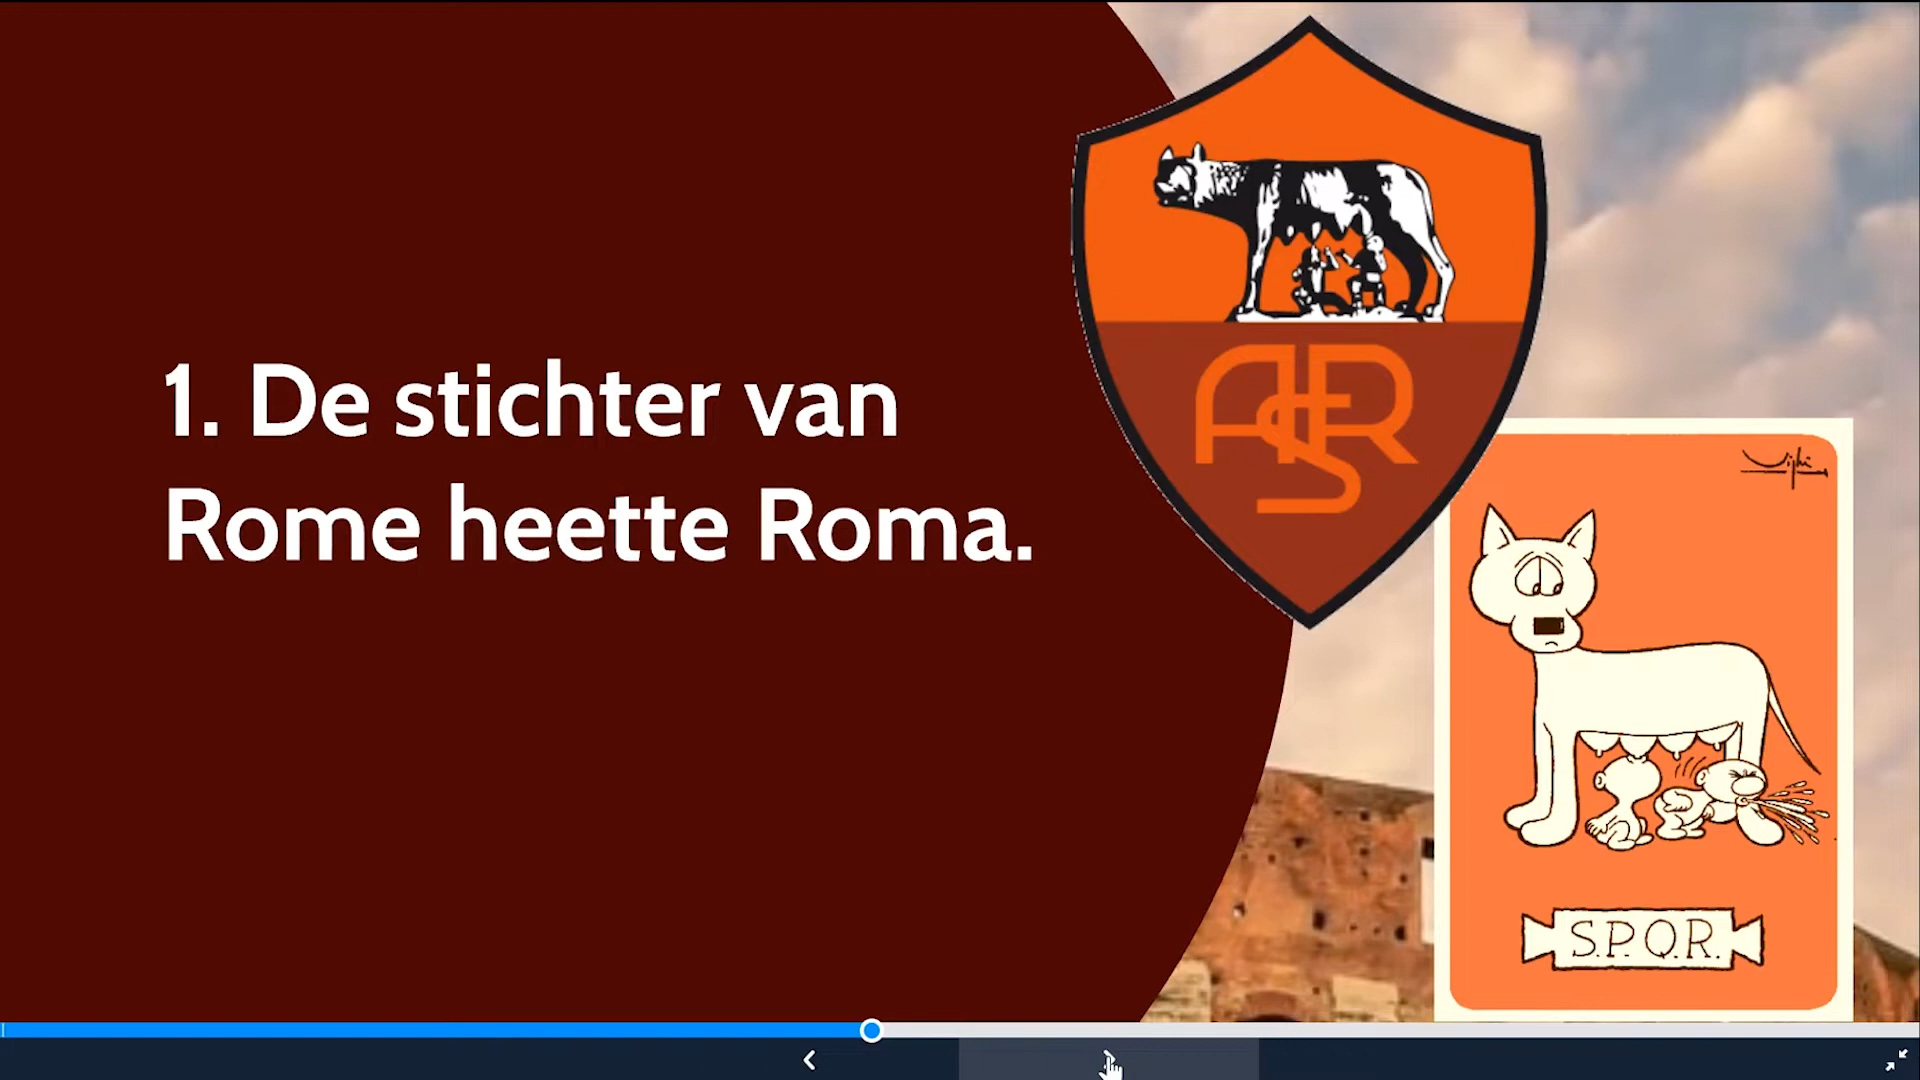 1. De stichter van
Rome heette Roma.
ASR
S.P.Q.R.